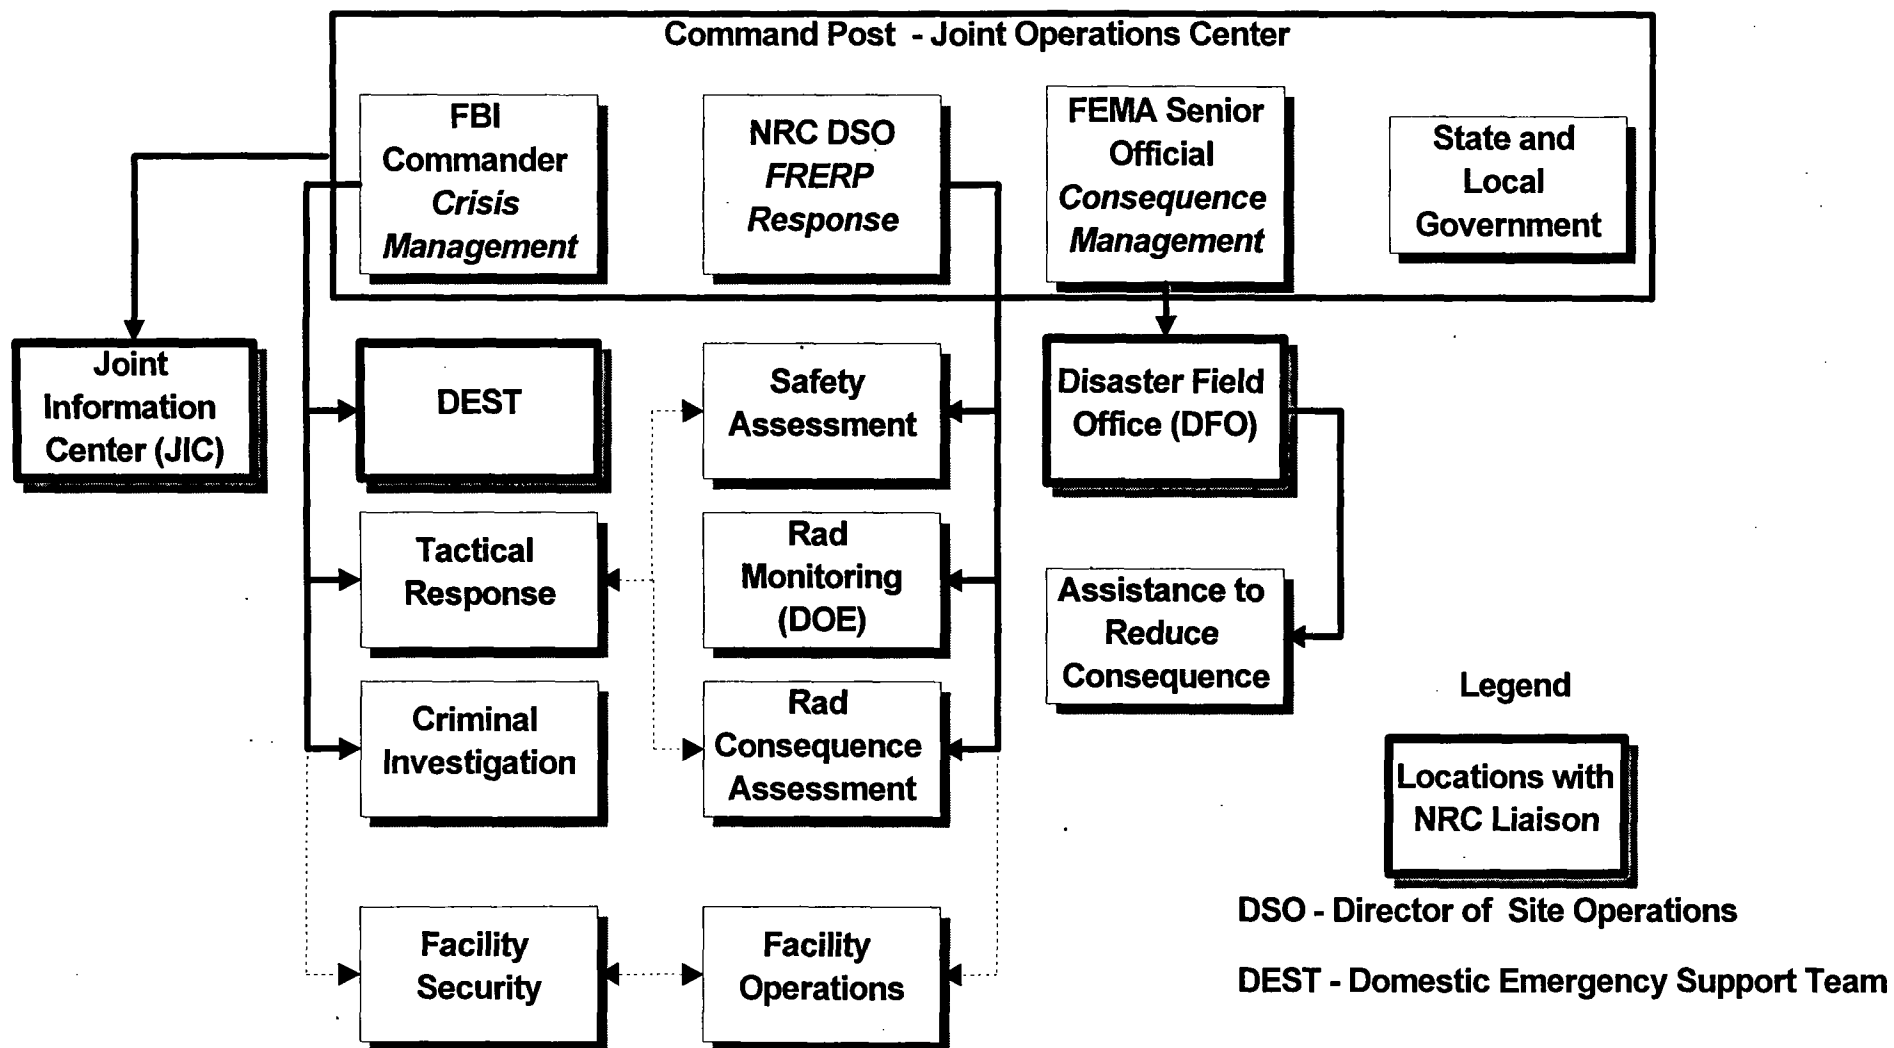 Command Post - Joint Operations Center
FBI
Commander
Crisis
Management
NRC DSO
FRERP
Response
FEMA Senior
Official
Consequence
Management
State and
Local
Government
Joint
Information
Center (JIC)
DEST
Safety
Assessment
Disaster Field
Office (DFO)
Tactical
Response
Rad
Monitoring
(DOE)
Assistance to
Reduce
Consequence
Criminal
Investigation
Rad
Consequence
Assessment
Legend
Locations with
NRC Liaison
Facility
Security
Facility
Operations
DSO - Director of Site Operations
DEST - Domestic Emergency Support Team